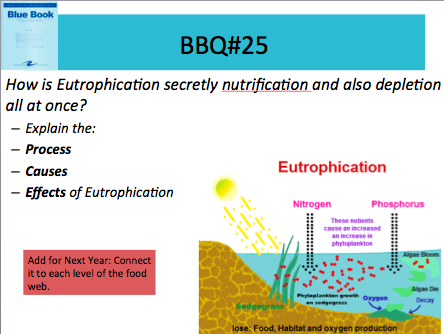 Blue Book
BBQ#25
How is Eutrophication secretly nutrification and also depletion
all at once?
– Explain the:
– Process
– Causes
– Effects of Eutrophication
Add for Next Year: Connect
it to each level of the food
web.
Eutrophication
Nitrogen
Phosphorus
These nutients
cause an increased
an increase in
phytoplankton
Algae Bloom
Phytoplankton growth
on sedgegrass
Algae Die
Oxygen
Decay
Sedgegrass
lose: Food, Habitat and oxygen production